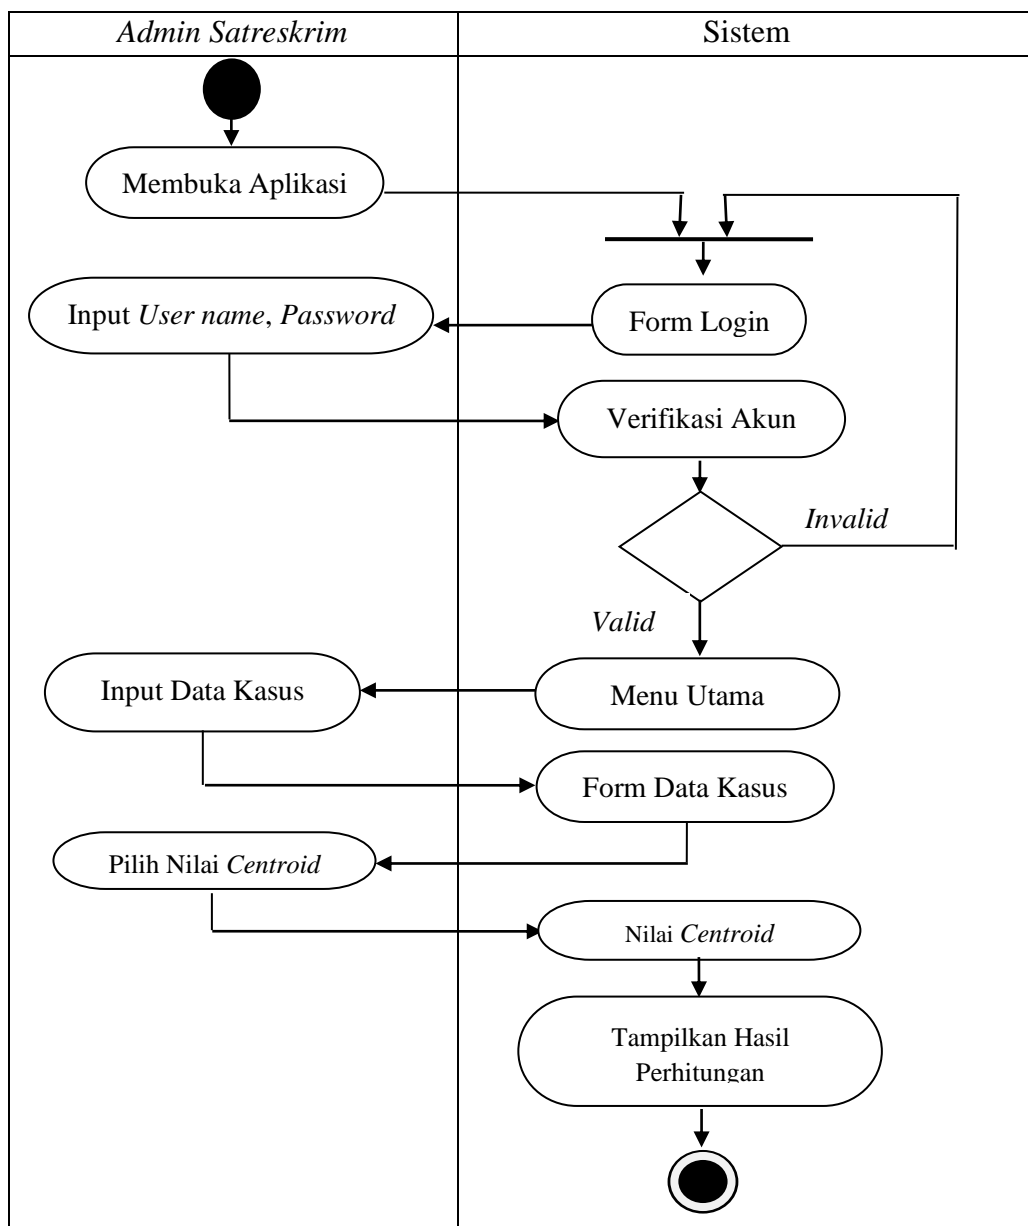 Admin Satreskrim
Sistem
Membuka Aplikasi
Form Login
Input User name, Password
Verifikasi Akun
Invalid
Valid
Menu Utama
Input Data Kasus
Form Data Kasus
Pilih Nilai Centroid
Nilai Centroid
Tampilkan Hasil
Perhitungan